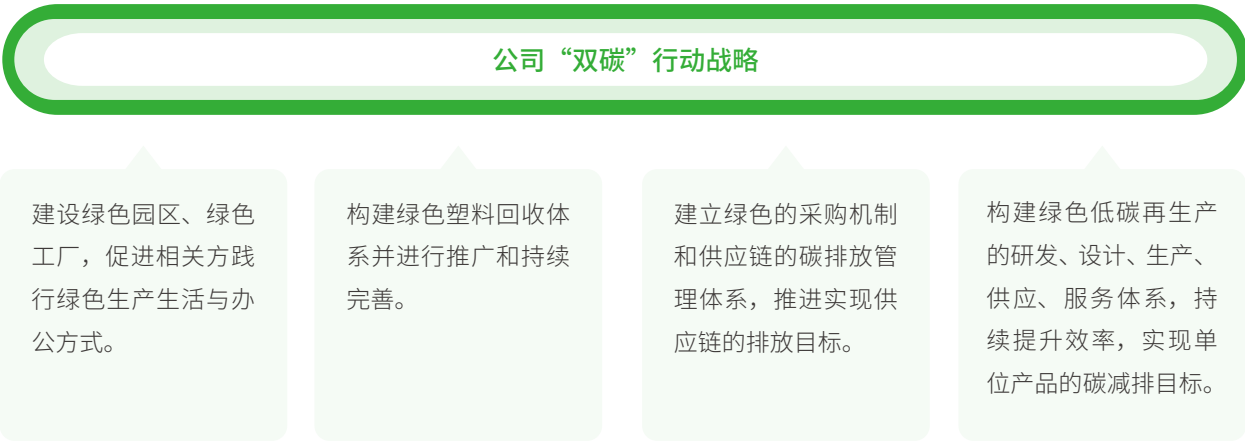 公司“双碳”行动战略
建设绿色园区、绿色
工厂，促进相关方践
行绿色生产生活与办
公方式。
构建绿色塑料回收体
系并进行推广和持续
完善。
建立绿色的采购机制
和供应链的碳排放管
理体系，推进实现供
应链的排放目标。
构建绿色低碳再生产
的研发、设计、生产、
供应、服务体系，持
续提升效率，实现单
位产品的碳减排目标。